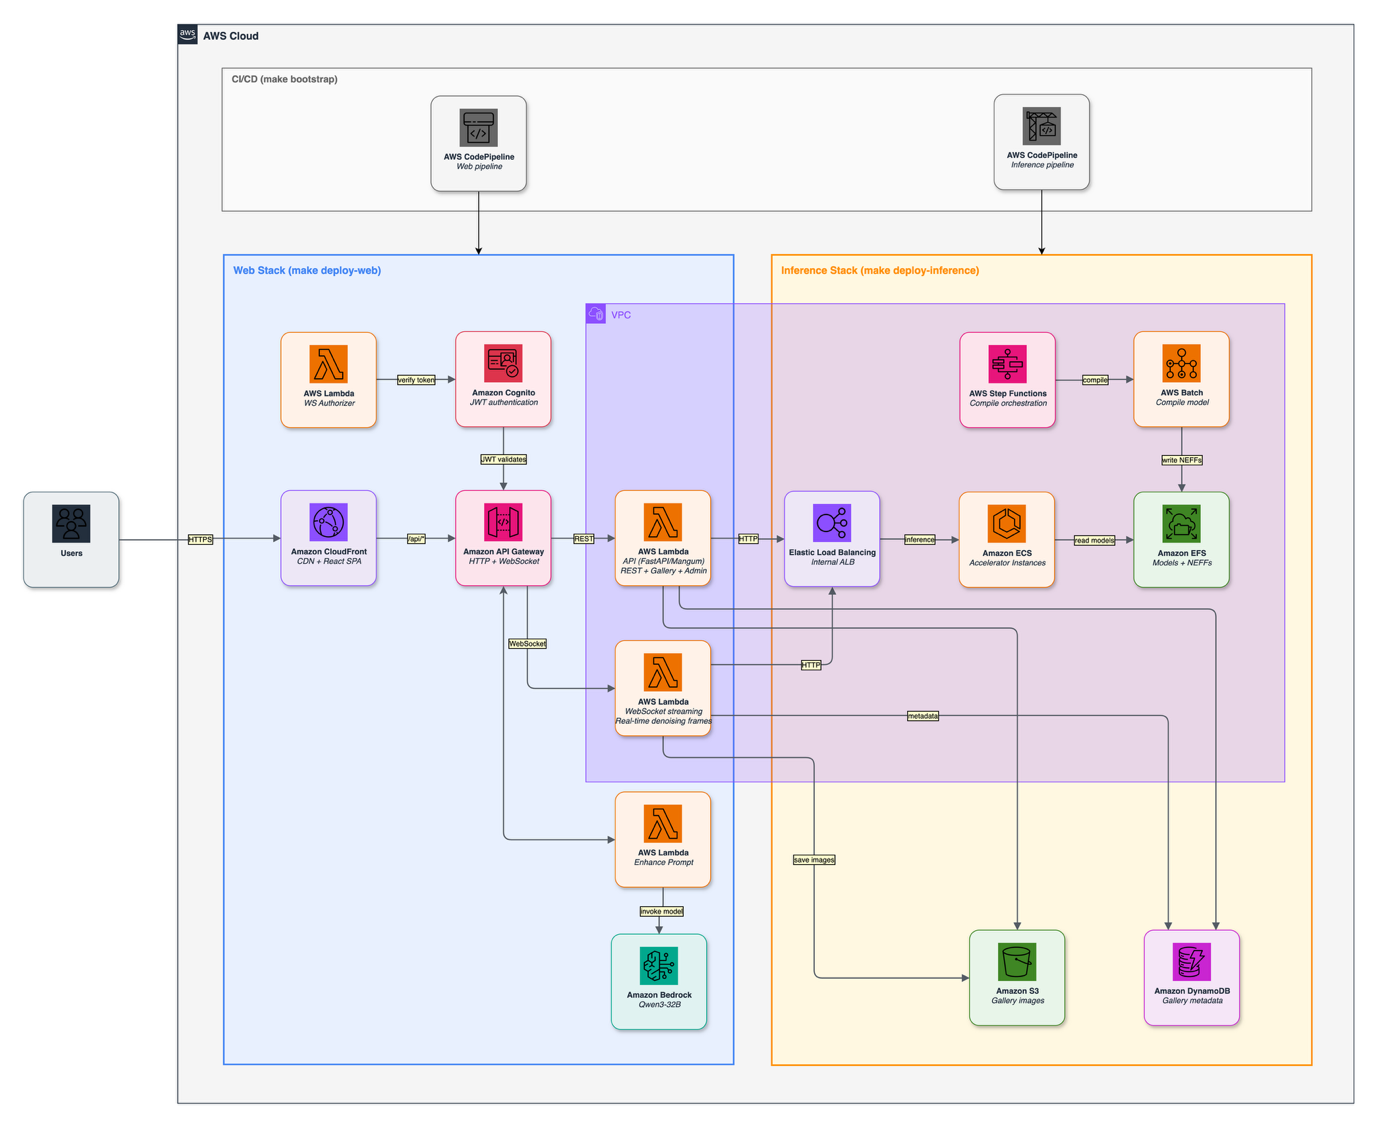 aws
AWS Cloud
CI/CD (make bootstrap)
AWS CodePipeline
Web pipeline
AWS CodePipeline
Inference pipeline
Web Stack (make deploy-web)
Inference Stack (make deploy-inference)
VPC
AWS Lambda
WS Authorizer
verify token
Amazon Cognito
JWT authentication
AWS Step Functions
Compile orchestration
compile
AWS Batch
Compile model
JWT validates
write NEFFs
Users
HTTPS
Amazon CloudFront
CDN + React SPA
/api/*
Amazon API Gateway
HTTP + WebSocket
REST
AWS Lambda
API (FastAPI/Mangum)
REST + Gallery + Admin
HTTP
Elastic Load Balancing
Internal ALB
inference
Amazon ECS
Accelerator Instances
read models
Amazon EFS
Models + NEFFs
WebSocket
AWS Lambda
WebSocket streaming
Real-time denoising frames
HTTP
metadata
AWS Lambda
Enhance Prompt
save images
invoke model
Amazon Bedrock
Qwen3-32B
Amazon S3
Gallery images
Amazon DynamoDB
Gallery metadata